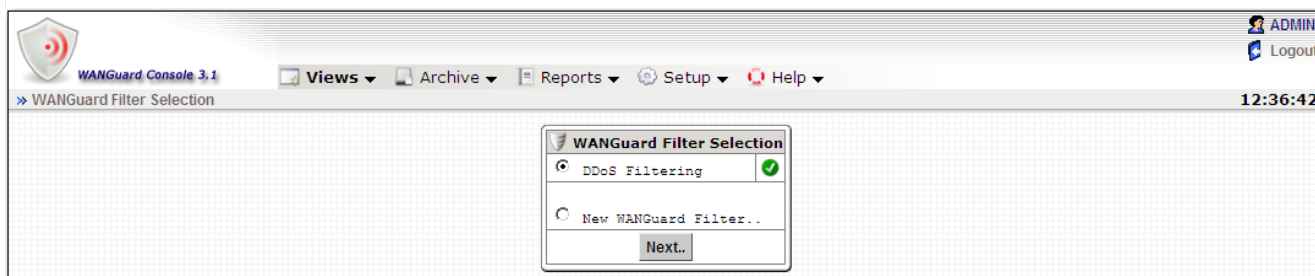 ADMIN
Logout
WANGuard Console 3.1
Views
Archive
Reports
Setup
Help
» WANGuard Filter Selection
12:36:42
WANGuard Filter Selection
DDoS Filtering
New WANGuard Filter..
Next..